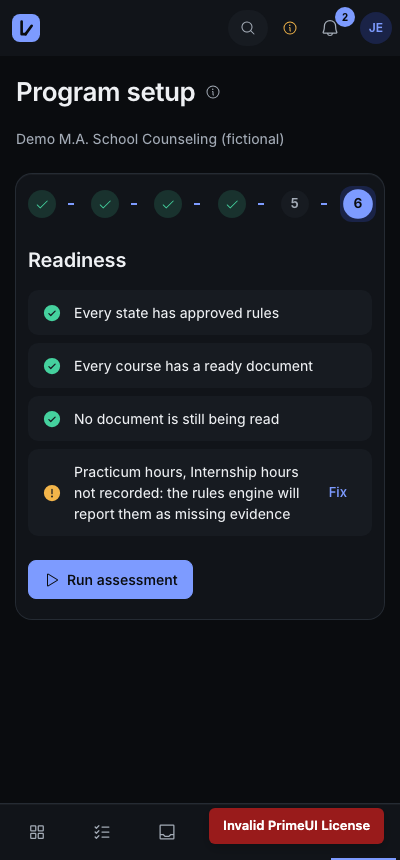 2
JE
Program setup
Demo M.A. School Counseling (fictional)
5
6
Readiness
Every state has approved rules
Every course has a ready document
No document is still being read
Practicum hours, Internship hours
not recorded: the rules engine will
report them as missing evidence
Fix
Run assessment
Invalid PrimeUI License